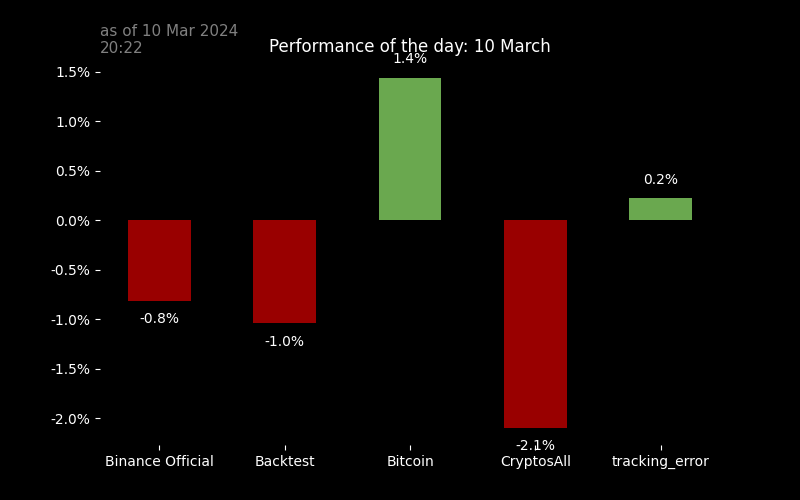 as of 10 Mar 2024
20:22
Performance of the day: 10 March
1.4%
1.5%
1.0%
0.5%
0.2%
0.0%
-0.5%
-1.0%
-0.8%
-1.0%
-1.5%
-2.0%
-2.1%
Binance Official
Backtest
Bitcoin
CryptosAll
tracking_error